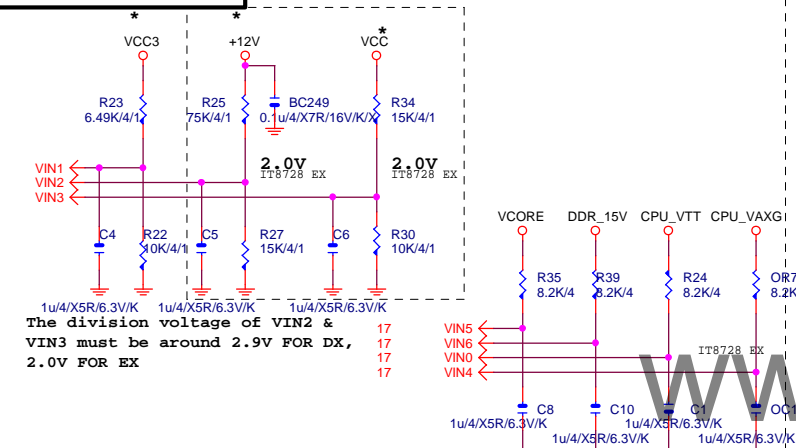 * * *
VCC3 +12V VCC
R23 6.49K/4/1
R25 75K/4/1
BC249 0.1u/4/X7R/16V/K/X
R34 15K/4/1
VIN1
VIN2
VIN3
2.0V
IT8728 EX
2.0V
IT8728 EX
C4
R22 10K/4/1
C5
R27 15K/4/1
C6
R30 10K/4/1
1u/4/X5R/6.3V/K
1u/4/X5R/6.3V/K
1u/4/X5R/6.3V/K
The division voltage of VIN2 &
VIN3 must be around 2.9V FOR DX,
2.0V FOR EX
VCORE DDR_15V CPU_VTT CPU_VAXG
R35 8.2K/4
R39 8.2K/4
R24 8.2K/4
17 VIN5
17 VIN6
17 VIN0
17 VIN4
IT8728 EX
C8 1u/4/X5R/6.3V/K
C10 1u/4/X5R/6.3V/K
C1 1u/4/X5R/6.3V/K
OC1 1u/4/X5R/6.3V/K